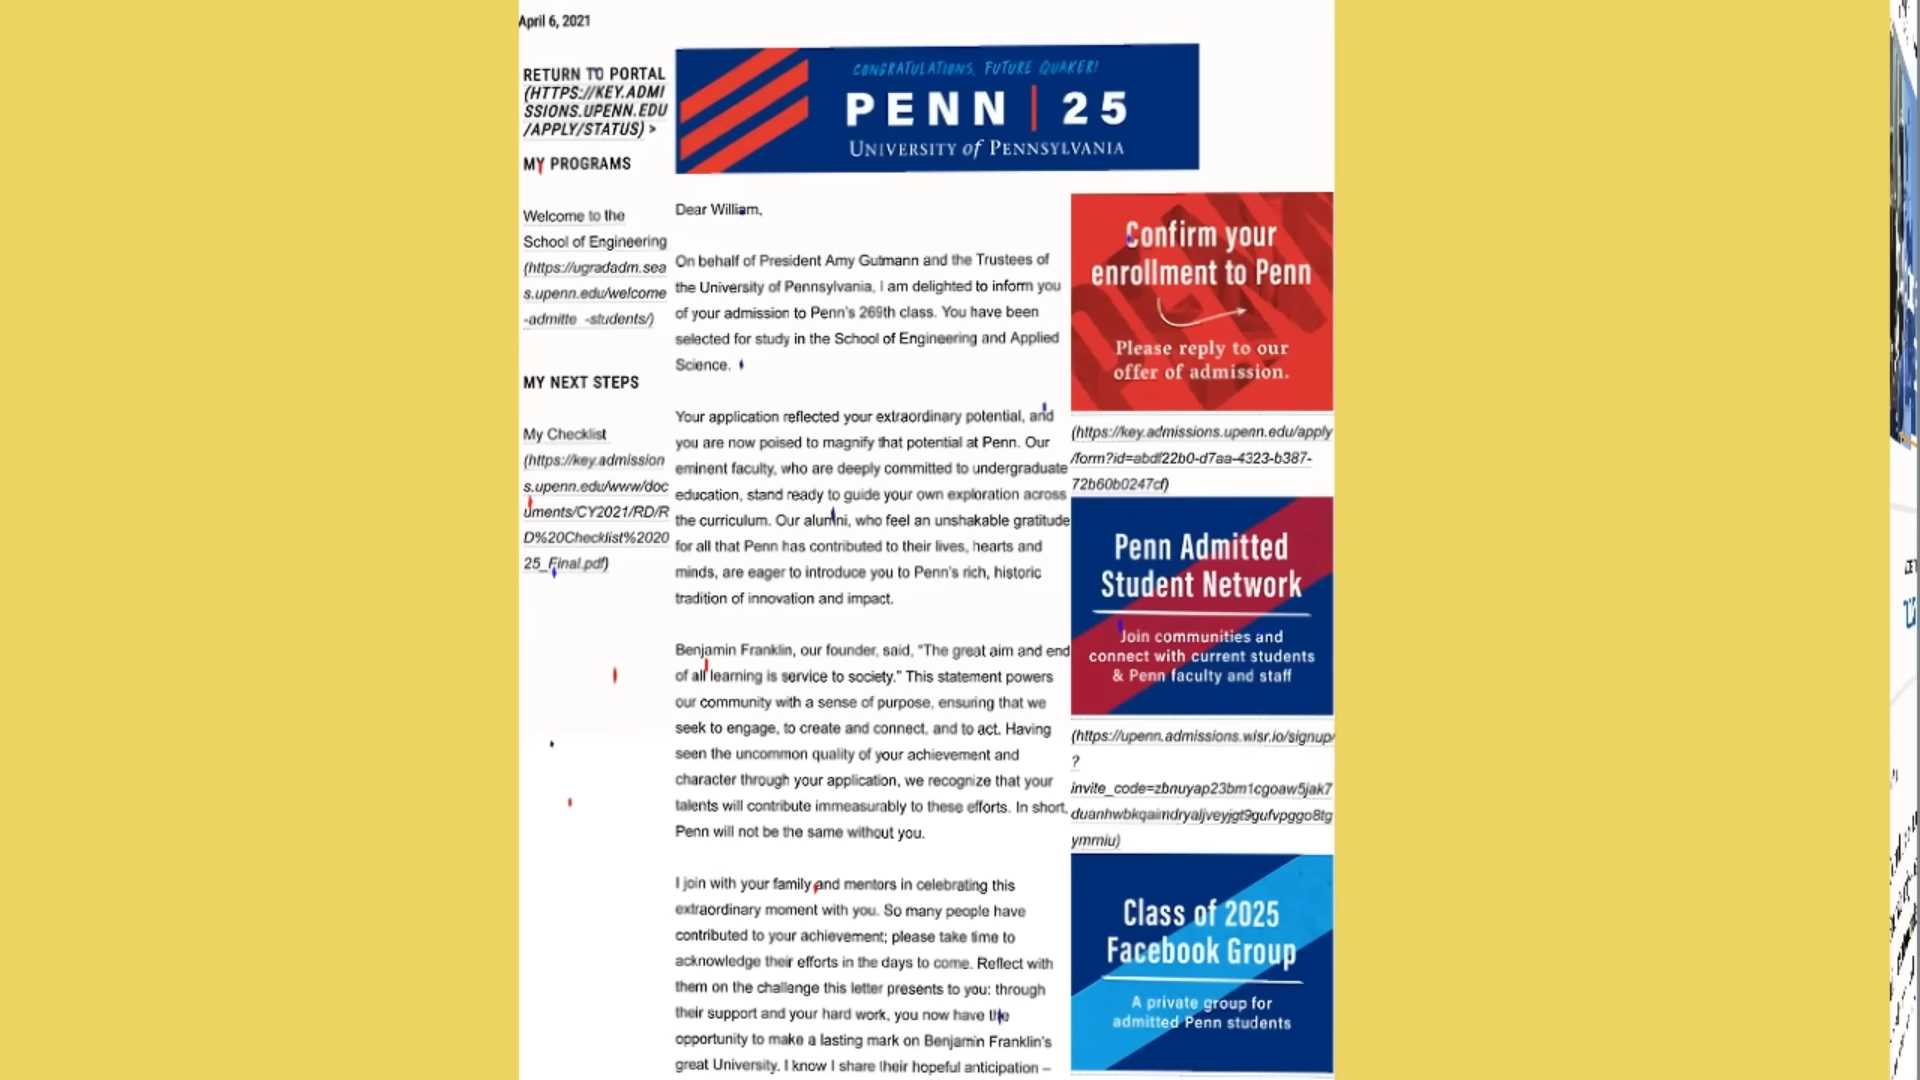 April 6, 2021
RETURN TO PORTAL
(HTTPS://KEY.ADMI
SSIONS.UPENN.EDU
/APPLY/STATUS) >
MY PROGRAMS
Welcome to the
School of Engineering
(https://ugradadm.sea
s.upenn.edu/welcome
-admitte -students/)
MY NEXT STEPS
My Checklist
(https://key.admission
s.upenn.edu/www/doc
uments/CY2021/RD/R
D%20Checklist%2020
25_Final.pdf)
CONGRATULATIONS, FUTURE QUAKER!
PENN | 25
UNIVERSITY of PENNSYLVANIA
Dear William,
On behalf of President Amy Gutmann and the Trustees of
the University of Pennsylvania, I am delighted to inform you
of your admission to Penn's 269th class. You have been
selected for study in the School of Engineering and Applied
Science.
Your application reflected your extraordinary potential, and
you are now poised to magnify that potential at Penn. Our
eminent faculty, who are deeply committed to undergraduate
education, stand ready to guide your own exploration across
the curriculum. Our alumni, who feel an unshakable gratitude
for all that Penn has contributed to their lives, hearts and
minds, are eager to introduce you to Penn's rich, historic
tradition of innovation and impact.
Benjamin Franklin, our founder, said, "The great aim and end
of all learning is service to society." This statement powers
our community with a sense of purpose, ensuring that we
seek to engage, to create and connect, and to act. Having
seen the uncommon quality of your achievement and
character through your application, we recognize that your
talents will contribute immeasurably to these efforts. In short,
Penn will not be the same without you.
I join with your family and mentors in celebrating this
extraordinary moment with you. So many people have
contributed to your achievement; please take time to
acknowledge their efforts in the days to come. Reflect with
them on the challenge this letter presents to you: through
their support and your hard work, you now have the
opportunity to make a lasting mark on Benjamin Franklin's
great University. I know I share their hopeful anticipation –
Confirm your
enrollment to Penn
Please reply to our
offer of admission.
(https://key.admissions.upenn.edu/apply
/form?id=abdf22b0-d7aa-4323-b387-
72b60b0247cf)
Penn Admitted
Student Network
Join communities and
connect with current students
& Penn faculty and staff
(https://upenn.admissions.wisr.io/signup/
?
invite_code=zbnuyap23bm1cgoaw5jak7
duanhwbkqaimdryaljveyjgt9gufvpggo8tg
ymrniu)
Class of 2025
Facebook Group
A private group for
admitted Penn students